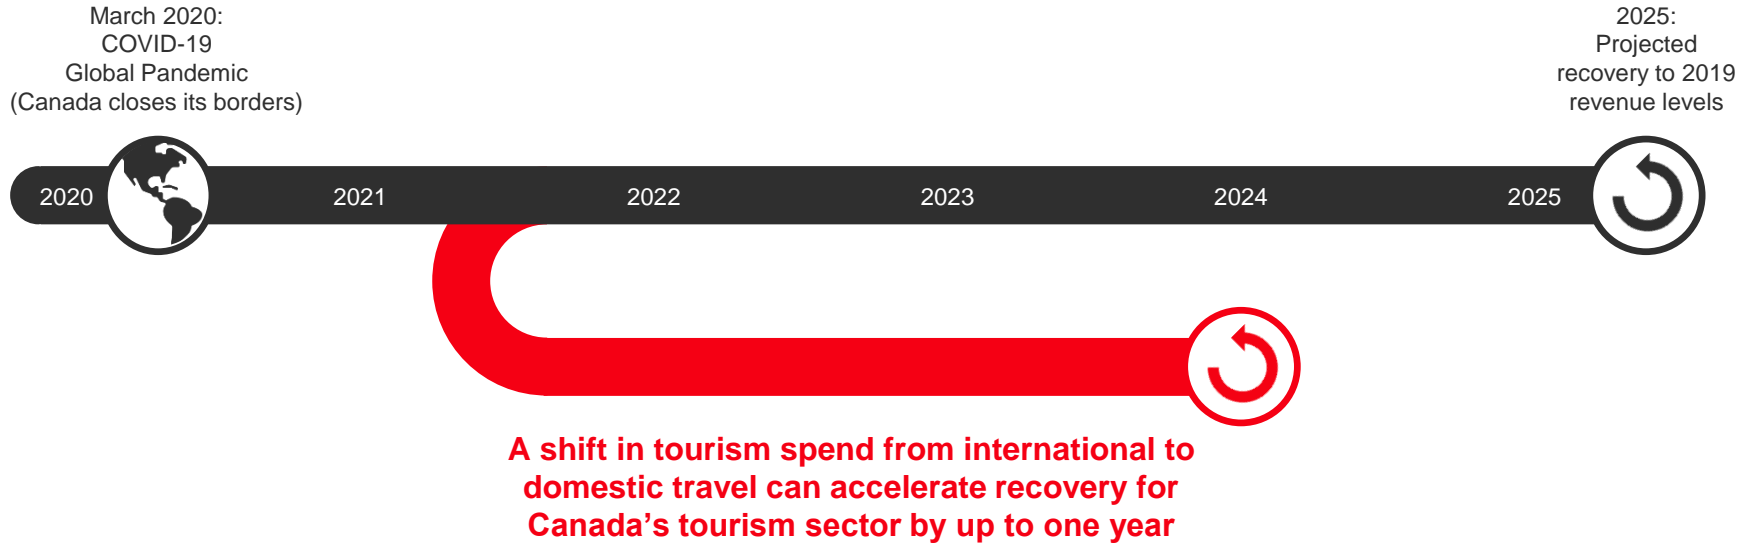 March 2020:
COVID-19
Global Pandemic
(Canada closes its borders)
2025:
Projected
recovery to 2019
revenue levels
2020
2021
2022
2023
2024
2025
A shift in tourism spend from international to
domestic travel can accelerate recovery for
Canada’s tourism sector by up to one year